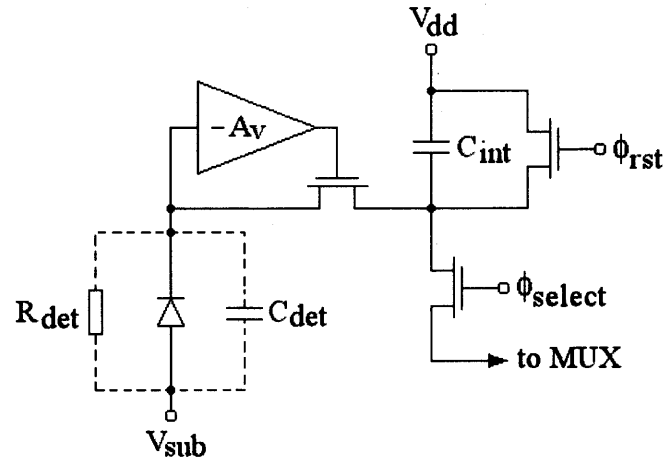 Vdd
-Av
Cint
ϕrst
Rdet
Cdet
ϕselect
to MUX
Vsub